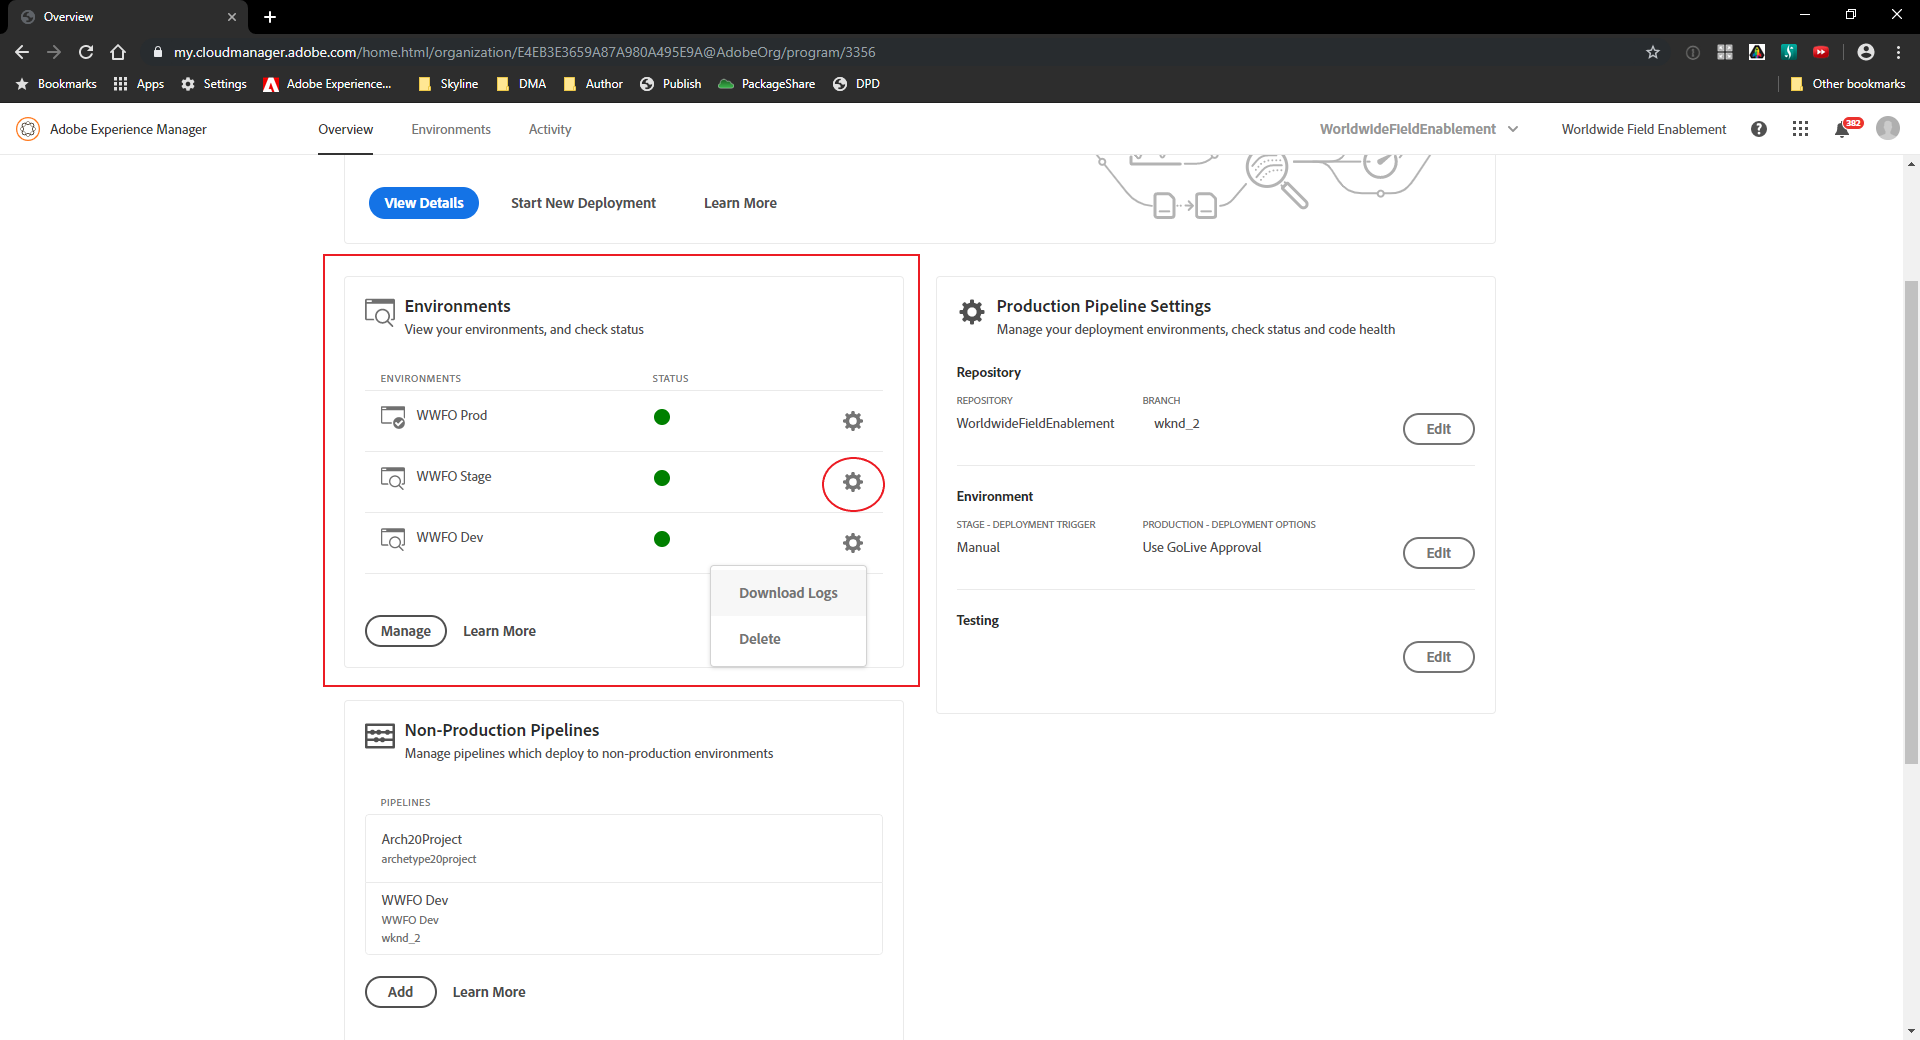 Overview
my.cloudmanager.adobe.com/home.html/organization/E4EB3E3659A87A980A495E9A@AdobeOrg/program/3356
Bookmarks Apps Settings Adobe Experience... Skyline DMA Author Publish PackageShare DPD Other bookmarks
Adobe Experience Manager Overview Environments Activity WorldwideFieldEnablement Worldwide Field Enablement 382
View Details Start New Deployment Learn More
Environments
View your environments, and check status
ENVIRONMENTS STATUS
WWFO Prod
WWFO Stage
WWFO Dev
Download Logs
Delete
Manage Learn More
Production Pipeline Settings
Manage your deployment environments, check status and code health
Repository
REPOSITORY BRANCH
WorldwideFieldEnablement wknd_2
Edit
Environment
STAGE - DEPLOYMENT TRIGGER PRODUCTION - DEPLOYMENT OPTIONS
Manual Use GoLive Approval
Edit
Testing
Edit
Non-Production Pipelines
Manage pipelines which deploy to non-production environments
PIPELINES
Arch20Project
archetype20project
WWFO Dev
WWFO Dev
wknd_2
Add Learn More